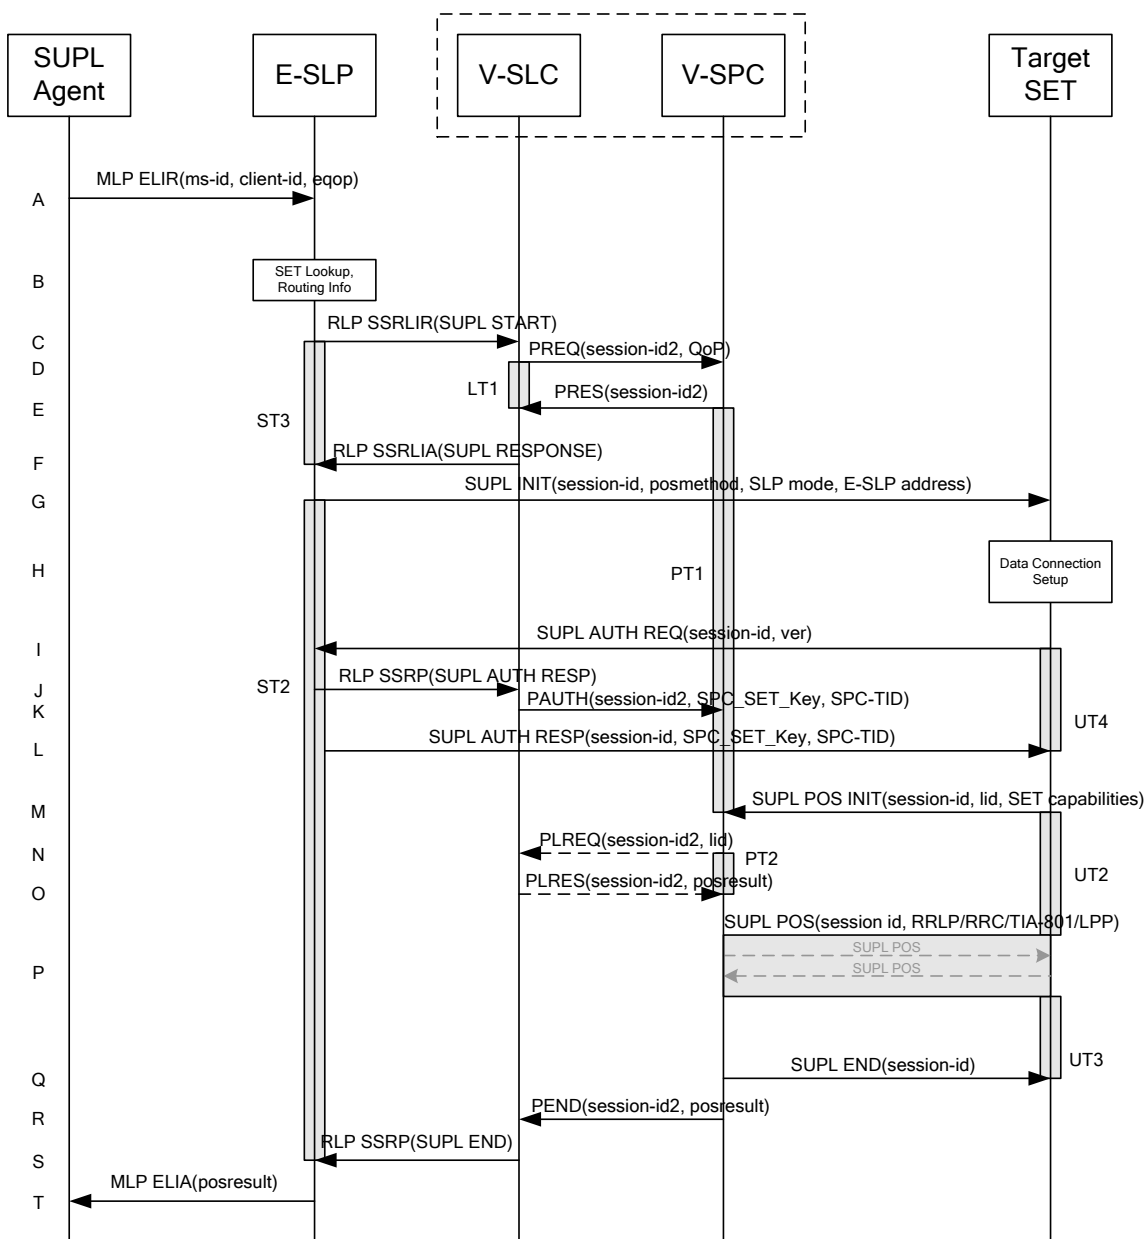 SUPL
Agent
E-SLP
V-SLC
V-SPC
Target
SET
A
MLP ELIR(ms-id, client-id, eqop)
B
SET Lookup,
Routing Info
C
RLP SSRLIR(SUPL START)
D
PREQ(session-id2, QoP)
LT1
E
PRES(session-id2)
ST3
F
RLP SSRLIA(SUPL RESPONSE)
G
SUPL INIT(session-id, posmethod, SLP mode, E-SLP address)
H
PT1
Data Connection
Setup
I
SUPL AUTH REQ(session-id, ver)
ST2
J
RLP SSRP(SUPL AUTH RESP)
K
PAUTH(session-id2, SPC_SET_Key, SPC-TID)
UT4
L
SUPL AUTH RESP(session-id, SPC_SET_Key, SPC-TID)
M
SUPL POS INIT(session-id, lid, SET capabilities)
N
PLREQ(session-id2, lid)
PT2
UT2
O
PLRES(session-id2, posresult)
SUPL POS(session id, RRLP/RRC/TIA-801/LPP)
SUPL POS
P
SUPL POS
UT3
Q
SUPL END(session-id)
R
PEND(session-id2, posresult)
S
RLP SSRP(SUPL END)
T
MLP ELIA(posresult)